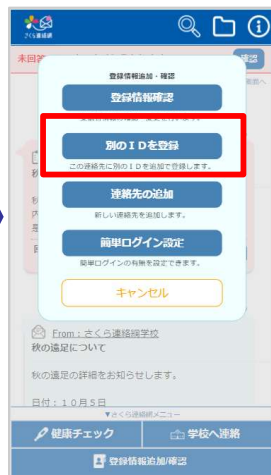 さくら連絡網
未回答
確認
登録情報追加・確認
登録情報確認
別のＩＤを登録
この連絡先に別のＩＤを追加で登録します。
連絡先の追加
新しい連絡先を追加します。
簡単ログイン設定
簡単ログインの有無を設定できます。
キャンセル
From：さくら連絡網学校
秋の遠足について
秋の遠足の詳細をお知らせします。
日付：１０月５日
▼さくら連絡網メニュー
健康チェック
学校へ連絡
登録情報追加/確認